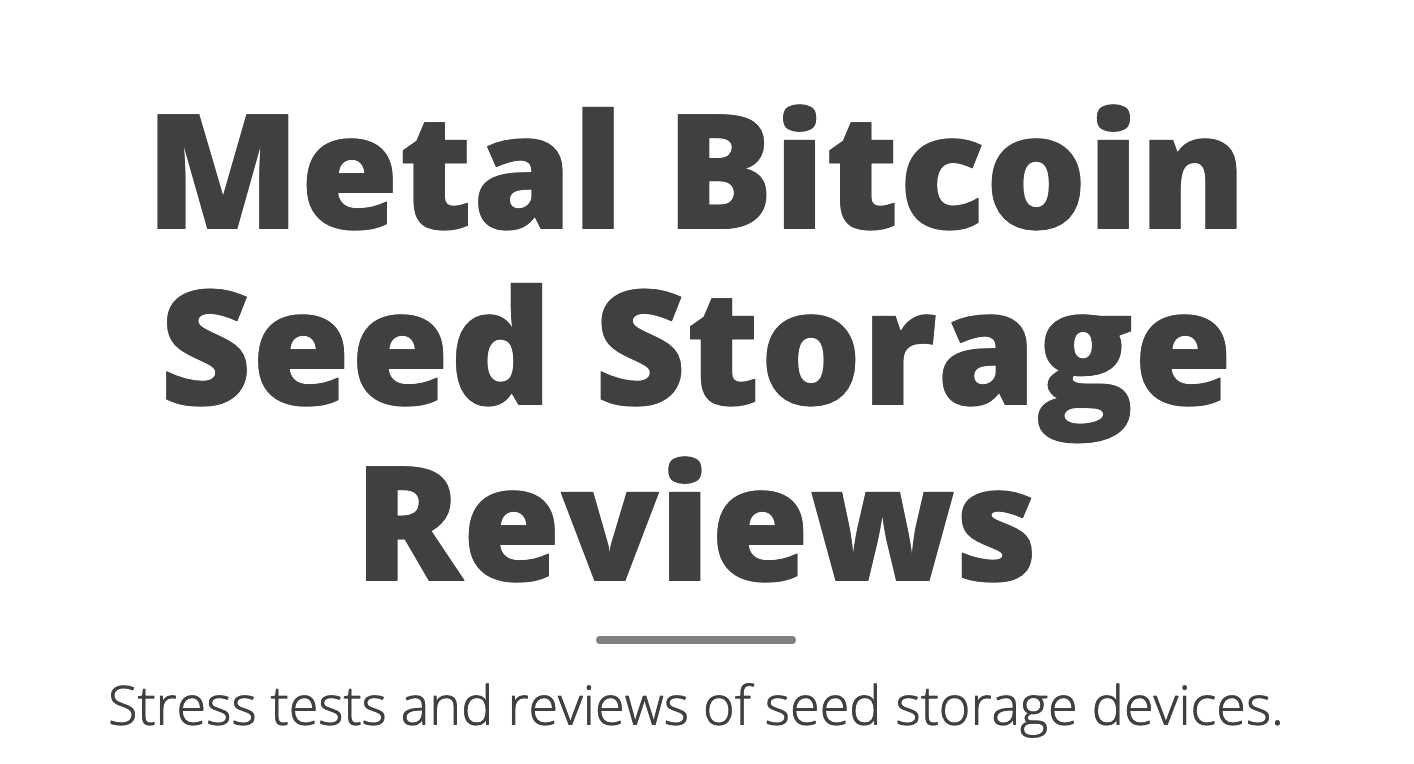 Metal Bitcoin
Seed Storage
Reviews
Stress tests and reviews of seed storage devices.